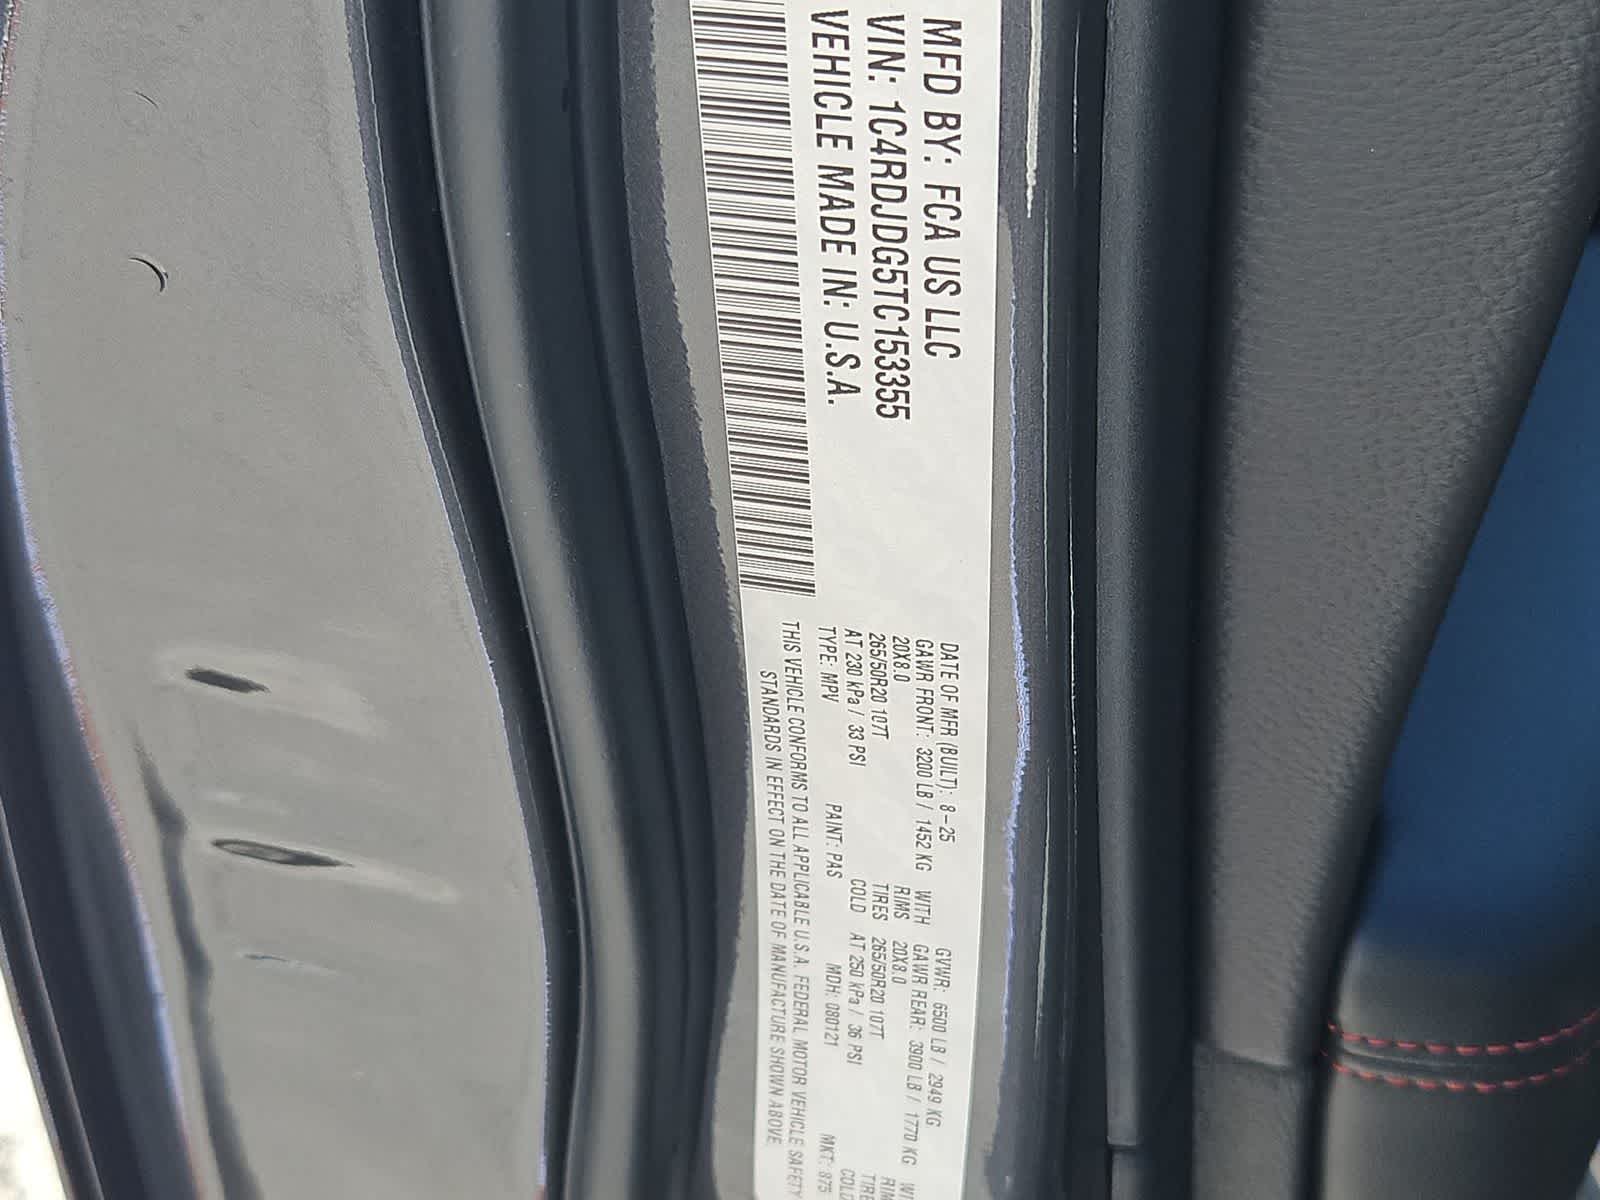 MFD BY: FCA US LLC
VIN: 1C4RDJDG5TC153355
VEHICLE MADE IN: U.S.A.
DATE OF MFR (BUILT): 8-25 GVWR: 6500 LB / 2949 KG
GAWR FRONT: 3200 LB / 1452 KG WITH GAWR REAR: 3900 LB / 1770 KG
20X8.0 RIMS 20X8.0
265/50R20 107T TIRES 265/50R20 107T
AT 230 kPa / 33 PSI COLD AT 250 kPa / 36 PSI
TYPE: MPV PAINT: PAS MDH: 080121 MKT: 875
THIS VEHICLE CONFORMS TO ALL APPLICABLE U.S.A. FEDERAL MOTOR VEHICLE SAFETY
STANDARDS IN EFFECT ON THE DATE OF MANUFACTURE SHOWN ABOVE